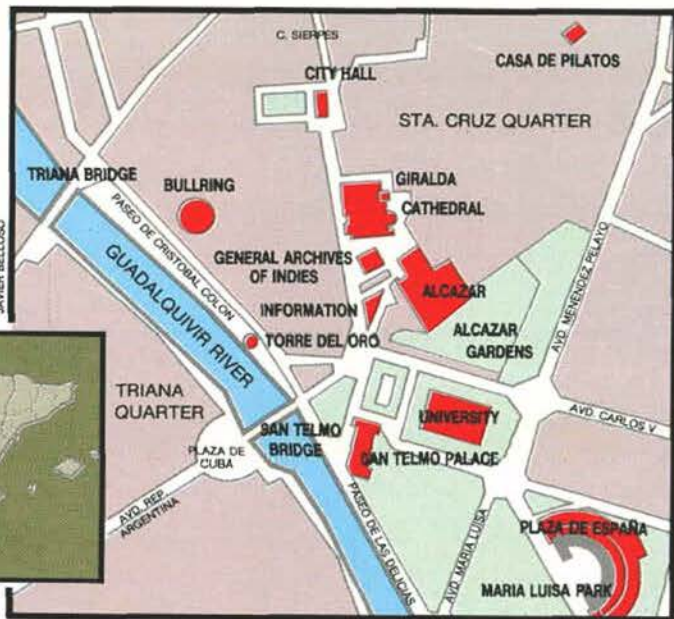 C. SIERPES
CASA DE PILATOS
CITY HALL
STA. CRUZ QUARTER
TRIANA BRIDGE
BULLRING
GIRALDA
CATHEDRAL
JAVIER BELLOSO
PASEO DE CRISTOBAL COLON
GENERAL ARCHIVES
OF INDIES
ALCAZAR
AVD. MENENDEZ PELAYO
GUADALQUIVIR RIVER
INFORMATION
TORRE DEL ORO
ALCAZAR
GARDENS
TRIANA
QUARTER
UNIVERSITY
AVD. CARLOS V
SAN TELMO
BRIDGE
PLAZA DE
CUBA
SAN TELMO PALACE
AVD. REP.
ARGENTINA
PASEO DE LAS DELICIAS
AVD. MARIA LUISA
PLAZA DE ESPAÑA
MARIA LUISA PARK